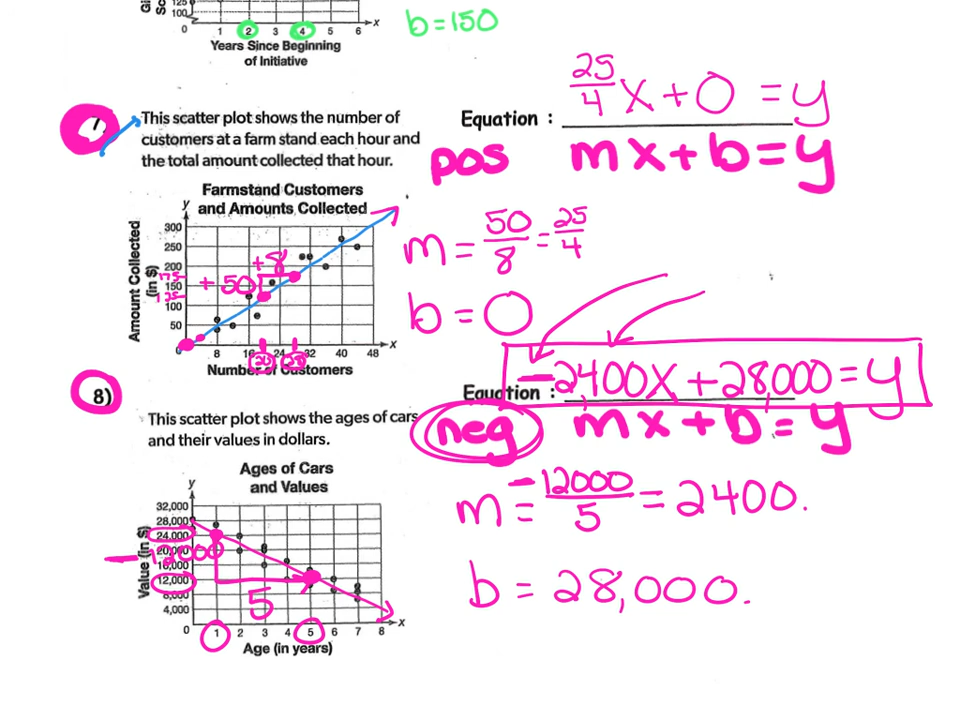 100
0 1 2 3 4 5 6 x
Years Since Beginning
of Initiative
b=150
This scatter plot shows the number of
customers at a farm stand each hour and
the total amount collected that hour.
Equation :
25/4 x + 0 = y
pos
mx+b=y
Farmstand Customers
and Amounts Collected
y
Amount Collected
(in $)
300
250
200
175
150
125
100
50
+50
+8
8 16 20 24 28 32 40 48 x
Number of Customers
m = 50/8 = 25/4
b = 0
8)
This scatter plot shows the ages of cars
and their values in dollars.
Equation :
-2,400x + 28,000 = y
neg
mx+b=y
Ages of Cars
and Values
y
Value (in $)
32,000
28,000
24,000
20,000
16,000
12,000
8,000
4,000
-12000
5
0 1 2 3 4 5 6 7 8 x
Age (in years)
m = -12000/5 = 2400.
b = 28,000.